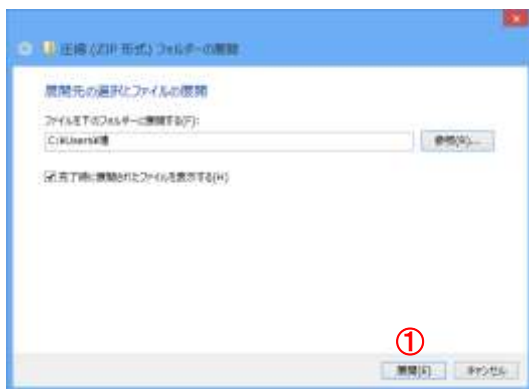 圧縮 (ZIP 形式) フォルダーの展開
展開先の選択とファイルの展開
ファイルを下のフォルダーに展開する(F):
参照(R)...
完了時に展開されたファイルを表示する(H)
①
展開(E)
キャンセル